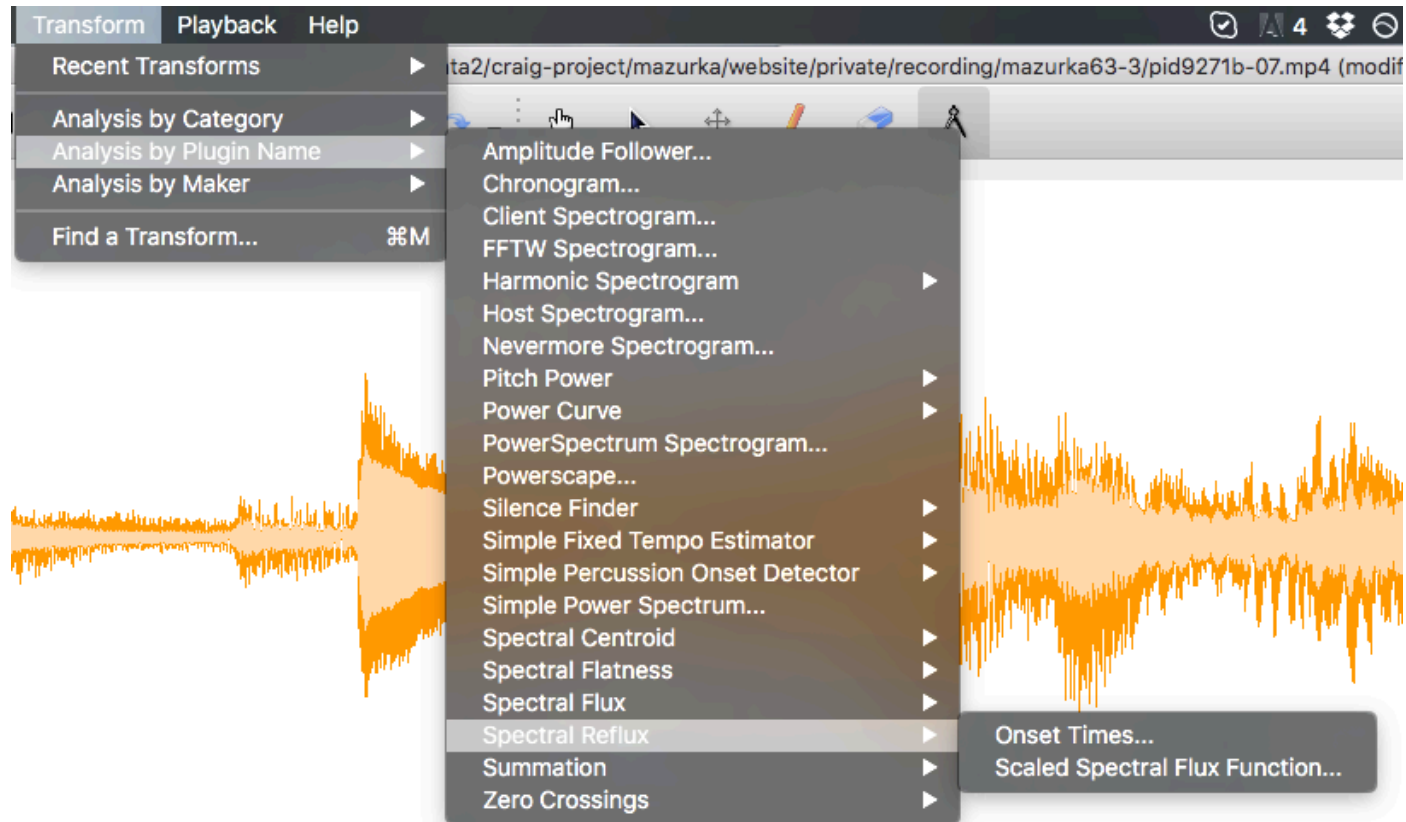 Transform Playback Help
4
Recent Transforms
ta2/craig-project/mazurka/website/private/recording/mazurka63-3/pid9271b-07.mp4 (modif
Analysis by Category
Analysis by Plugin Name
Analysis by Maker
Find a Transform... ⌘M
Amplitude Follower...
Chronogram...
Client Spectrogram...
FFTW Spectrogram...
Harmonic Spectrogram
Host Spectrogram...
Nevermore Spectrogram...
Pitch Power
Power Curve
PowerSpectrum Spectrogram...
Powerscape...
Silence Finder
Simple Fixed Tempo Estimator
Simple Percussion Onset Detector
Simple Power Spectrum...
Spectral Centroid
Spectral Flatness
Spectral Flux
Spectral Reflux
Summation
Zero Crossings
Onset Times...
Scaled Spectral Flux Function...